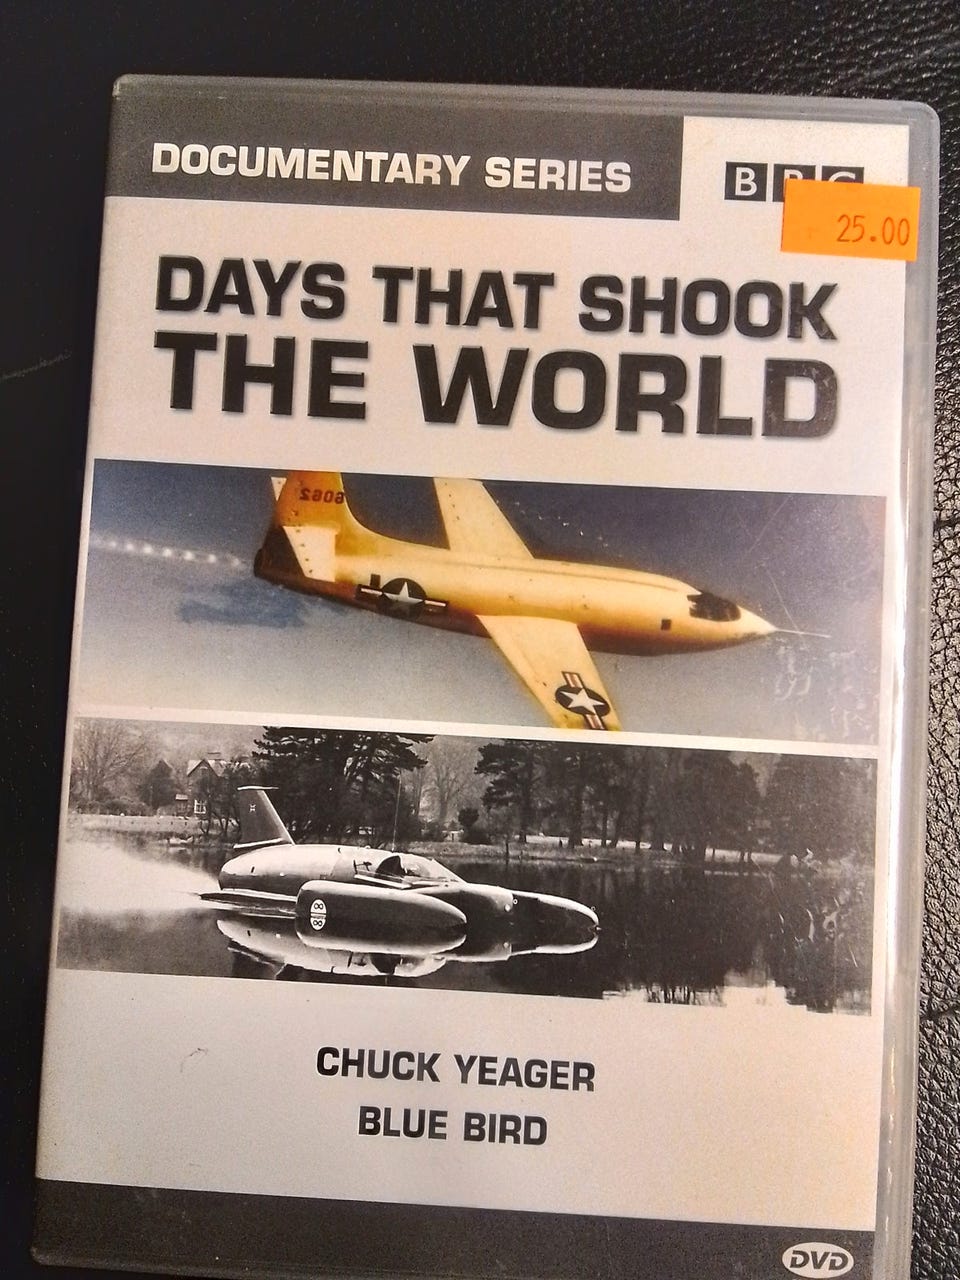 DOCUMENTARY SERIES
BBC
25.00
DAYS THAT SHOOK
THE WORLD
6062
CHUCK YEAGER
BLUE BIRD
DVD